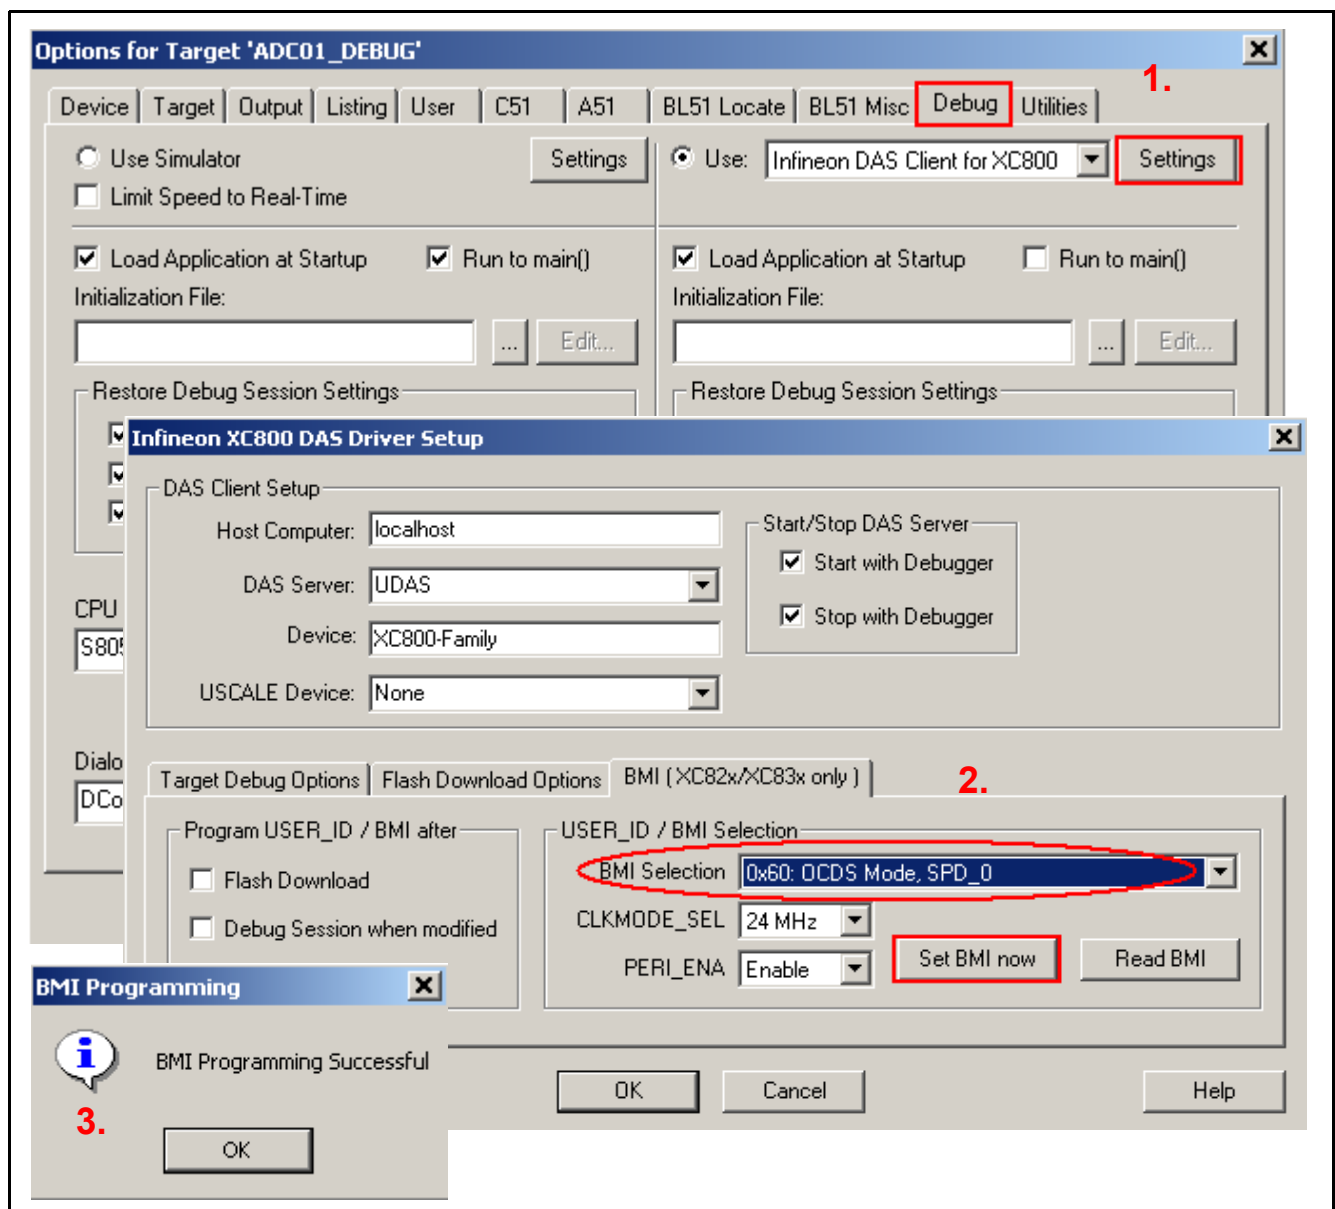 Options for Target 'ADC01_DEBUG'
1.
Device Target Output Listing User C51 A51 BL51 Locate BL51 Misc Debug Utilities
Use Simulator Settings Use: Infineon DAS Client for XC800 Settings
Limit Speed to Real-Time
Load Application at Startup Run to main() Load Application at Startup Run to main()
Initialization File: Initialization File:
... Edit... ... Edit...
Restore Debug Session Settings Restore Debug Session Settings
Infineon XC800 DAS Driver Setup
DAS Client Setup
Host Computer: localhost
DAS Server: UDAS
Device: XC800-Family
USCALE Device: None
Start/Stop DAS Server
Start with Debugger
Stop with Debugger
CPU
S805
Dialo
DCo
Target Debug Options Flash Download Options BMI ( XC82x/XC83x only )
2.
Program USER_ID / BMI after
Flash Download
Debug Session when modified
USER_ID / BMI Selection
BMI Selection 0x60: OCDS Mode, SPD_0
CLKMODE_SEL 24 MHz
PERI_ENA Enable
Set BMI now Read BMI
OK Cancel Help
BMI Programming
BMI Programming Successful
3.
OK